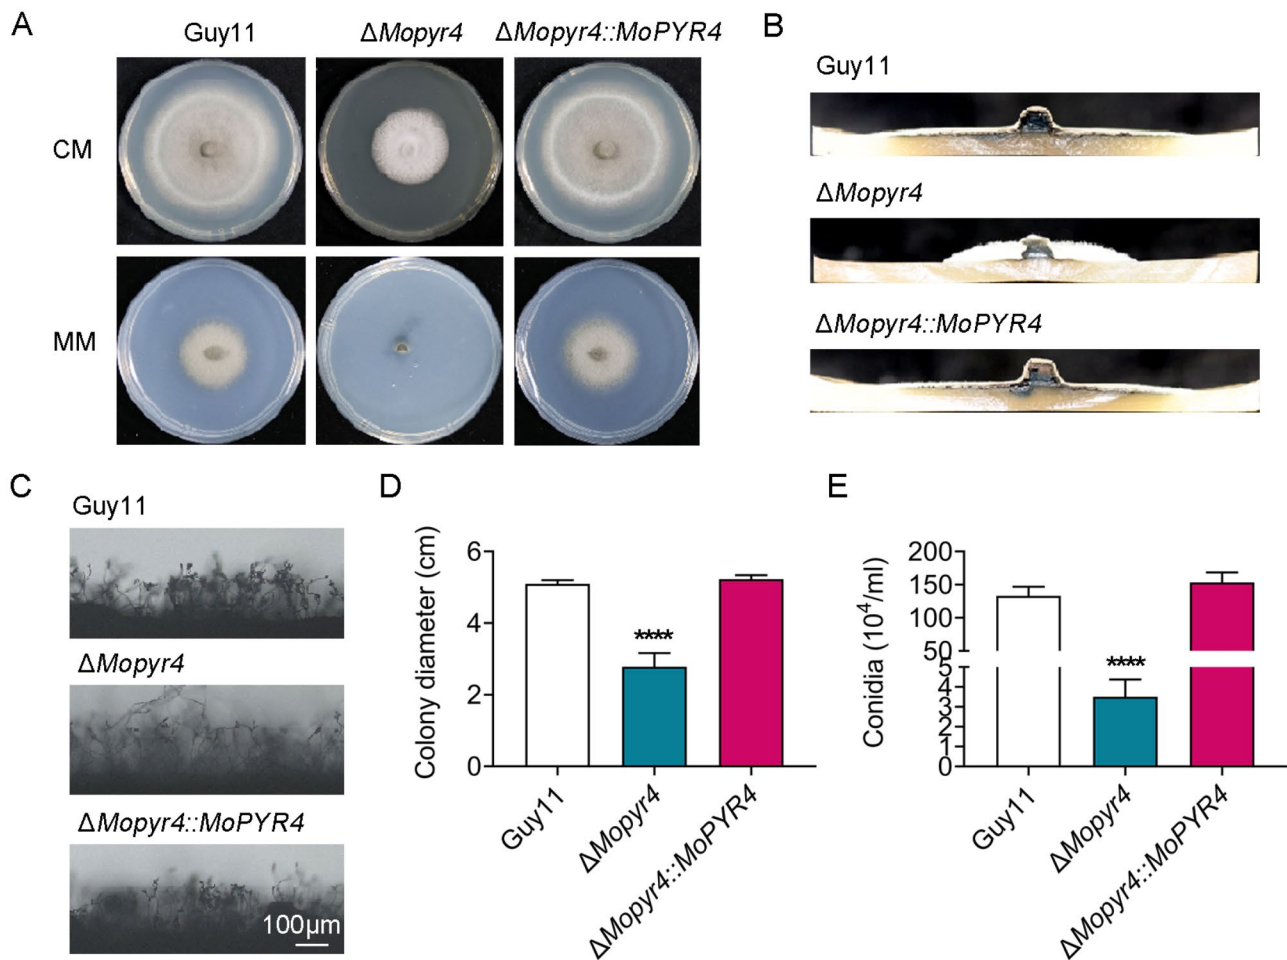 A
Guy11 ΔMopyr4 ΔMopyr4::MoPYR4
CM
MM
B
Guy11
ΔMopyr4
ΔMopyr4::MoPYR4
C
Guy11
ΔMopyr4
ΔMopyr4::MoPYR4
100μm
D
Colony diameter (cm)
6
4
2
0
****
Guy11
ΔMopyr4
ΔMopyr4::MoPYR4
E
Conidia (10⁴/ml)
200
150
100
50
5
4
3
2
1
0
****
Guy11
ΔMopyr4
ΔMopyr4::MoPYR4